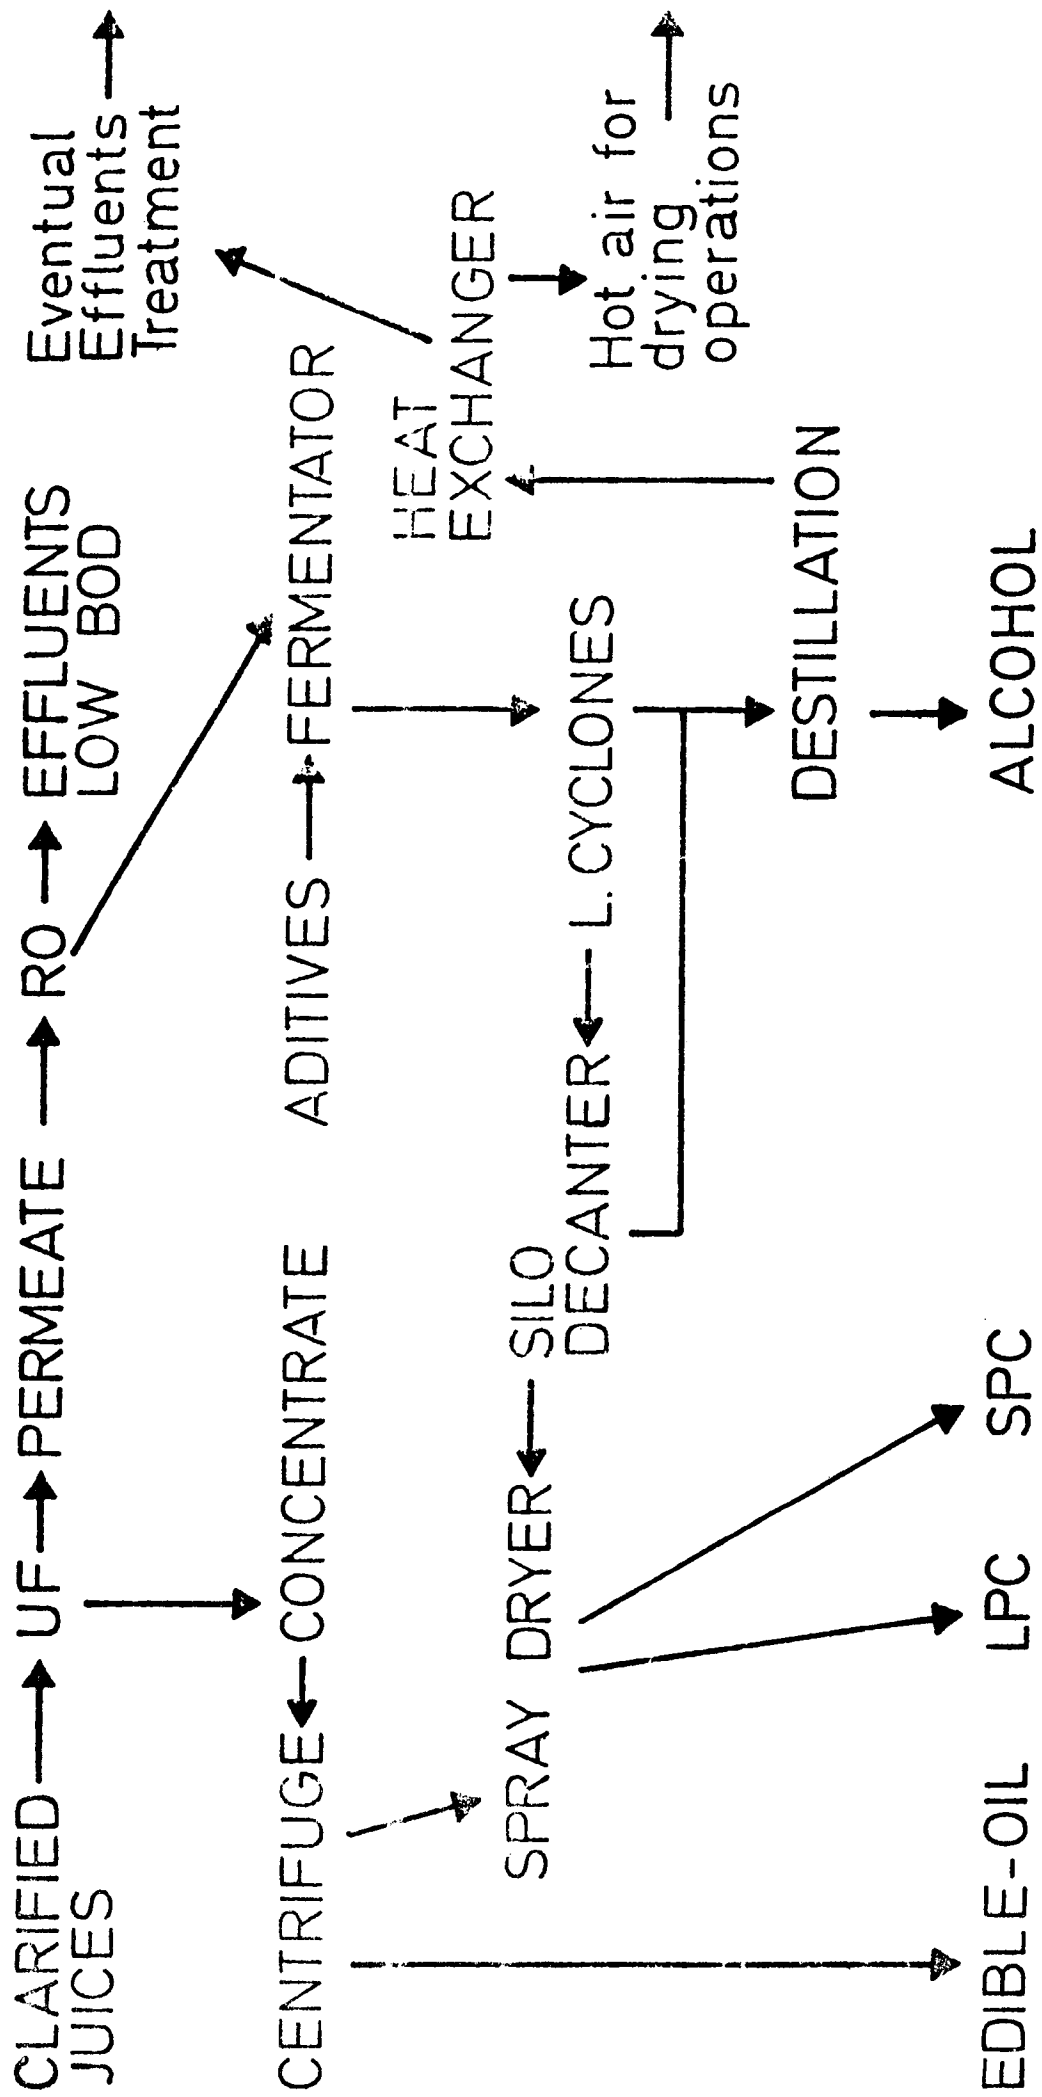 CLARIFIED
JUICES
UF
PERMEATE
RO
EFFLUENTS
LOW BOD
Eventual
Effluents
Treatment
CENTRIFUGE
CONCENTRATE
ADITIVES
FERMENTATOR
HEAT
EXCHANGER
SPRAY DRYER
SILO
DECANTER
L. CYCLONES
Hot air for
drying
operations
DESTILLATION
EDIBLE-OIL
LPC
SPC
ALCOHOL